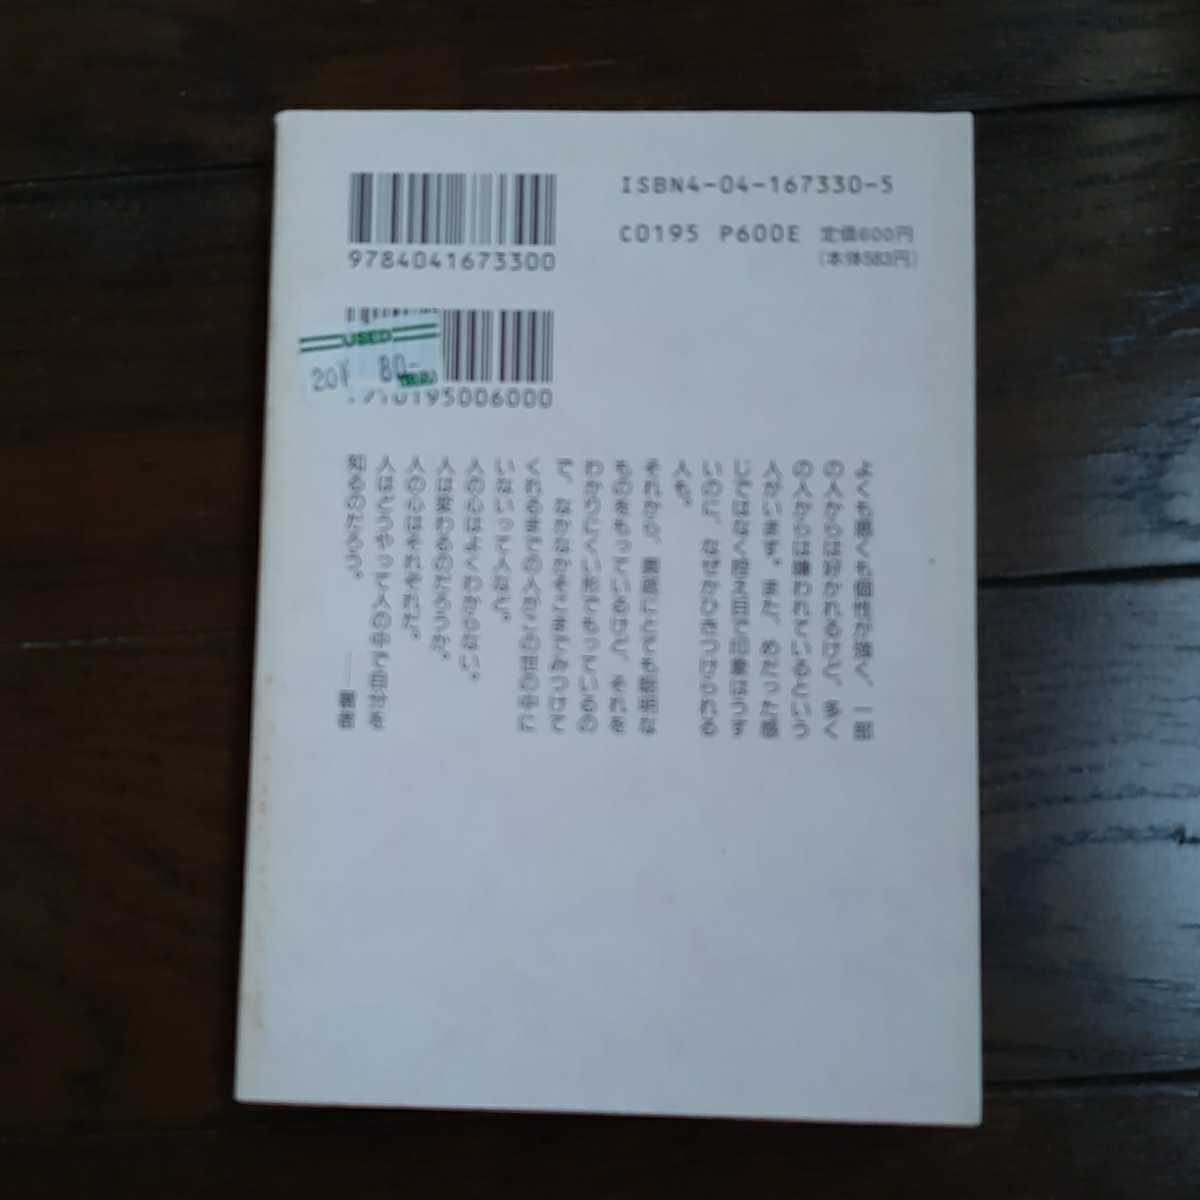 ISBN4-04-167330-5
C0195 P600E 定価600円
(本体583円)
9784041673300
USED
20¥ 80-
195006000
よくも悪くも個性が強く、一部
の人からは好かれるけど、多く
の人からは嫌われているという
人がいます。また、めだった感
じではなく控え目で印象はうす
いのに、なぜかひきつけられる
人も。
それから、奥底にとても聡明な
ものをもっているけど、それを
わかりにくい形でもっているの
で、なかなかそこまでみつけて
くれるまでの人がこの世の中に
いないって人など。
人の心はよくわからない。
人は変わるのだろうか。
人の心はそれぞれだ。
人はどうやって人の中で自分を
知るのだろう。 ――著者